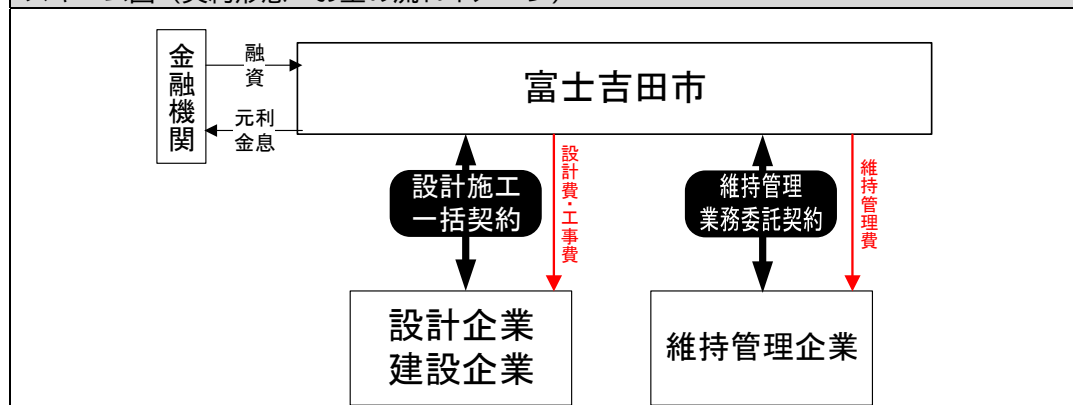 金融機関
融資
元利金息
富士吉田市
設計施工
一括契約
設計費・工事費
維持管理
業務委託契約
維持管理費
設計企業
建設企業
維持管理企業